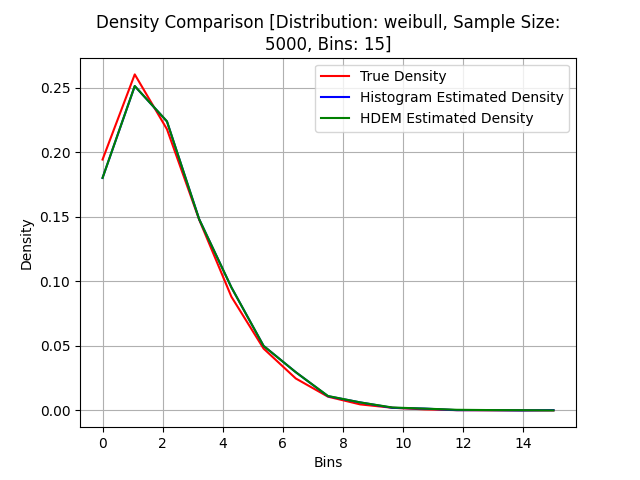 Density Comparison [Distribution: weibull, Sample Size:
5000, Bins: 15]
True Density
Histogram Estimated Density
HDEM Estimated Density
Density
0.25
0.20
0.15
0.10
0.05
0.00
0 2 4 6 8 10 12 14
Bins